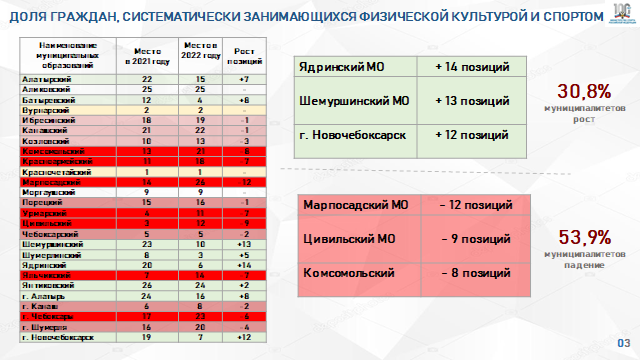 ДОЛЯ ГРАЖДАН, СИСТЕМАТИЧЕСКИ ЗАНИМАЮЩИХСЯ ФИЗИЧЕСКОЙ КУЛЬТУРОЙ И СПОРТОМ
Наименование муниципальных образований Место в 2021 году Место в 2022 году Рост позиций
Алатырский 22 15 +7
Аликовский 25 25 -
Батыревский 12 4 +8
Вурнарский 2 2 -
Ибресинский 18 19 -1
Канашский 21 22 -1
Козловский 10 13 -3
Комсомольский 13 21 -8
Красноармейский 11 18 -7
Красночетайский 1 1 -
Марпосадский 14 26 -12
Моргаушский 9 9 -
Порецкий 15 16 -1
Урмарский 4 11 -7
Цивильский 3 12 -9
Чебоксарский 5 5 -2
Шемуршинский 23 10 +13
Шумерлинский 8 3 +5
Ядринский 20 6 +14
Яльчикский 7 14 -7
Янтиковский 26 24 +2
г. Алатырь 24 16 +8
г. Канаш 6 8 -2
г. Чебоксары 17 23 -6
г. Шумерля 16 20 -4
г. Новочебоксарск 19 7 +12
Ядринский МО + 14 позиций
Шемуршинский МО + 13 позиций
г. Новочебоксарск + 12 позиций
30,8%
муниципалитетов
рост
Марпосадский МО - 12 позиций
Цивильский МО - 9 позиций
Комсомольский - 8 позиций
53,9%
муниципалитетов
падение
03